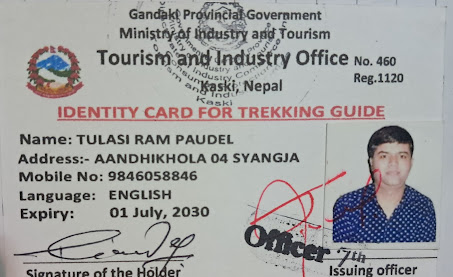 Gandaki Provincial Government
Ministry of Industry and Tourism
Tourism and Industry Office No. 460
Reg.1120
Kaski, Nepal
Kaski
IDENTITY CARD FOR TREKKING GUIDE
Name: TULASI RAM PAUDEL
Address:- AANDHIKHOLA 04 SYANGJA
Mobile No: 9846058846
Language: ENGLISH
Expiry: 01 July, 2030
Officer 7th
Signature of the Holder
Issuing officer